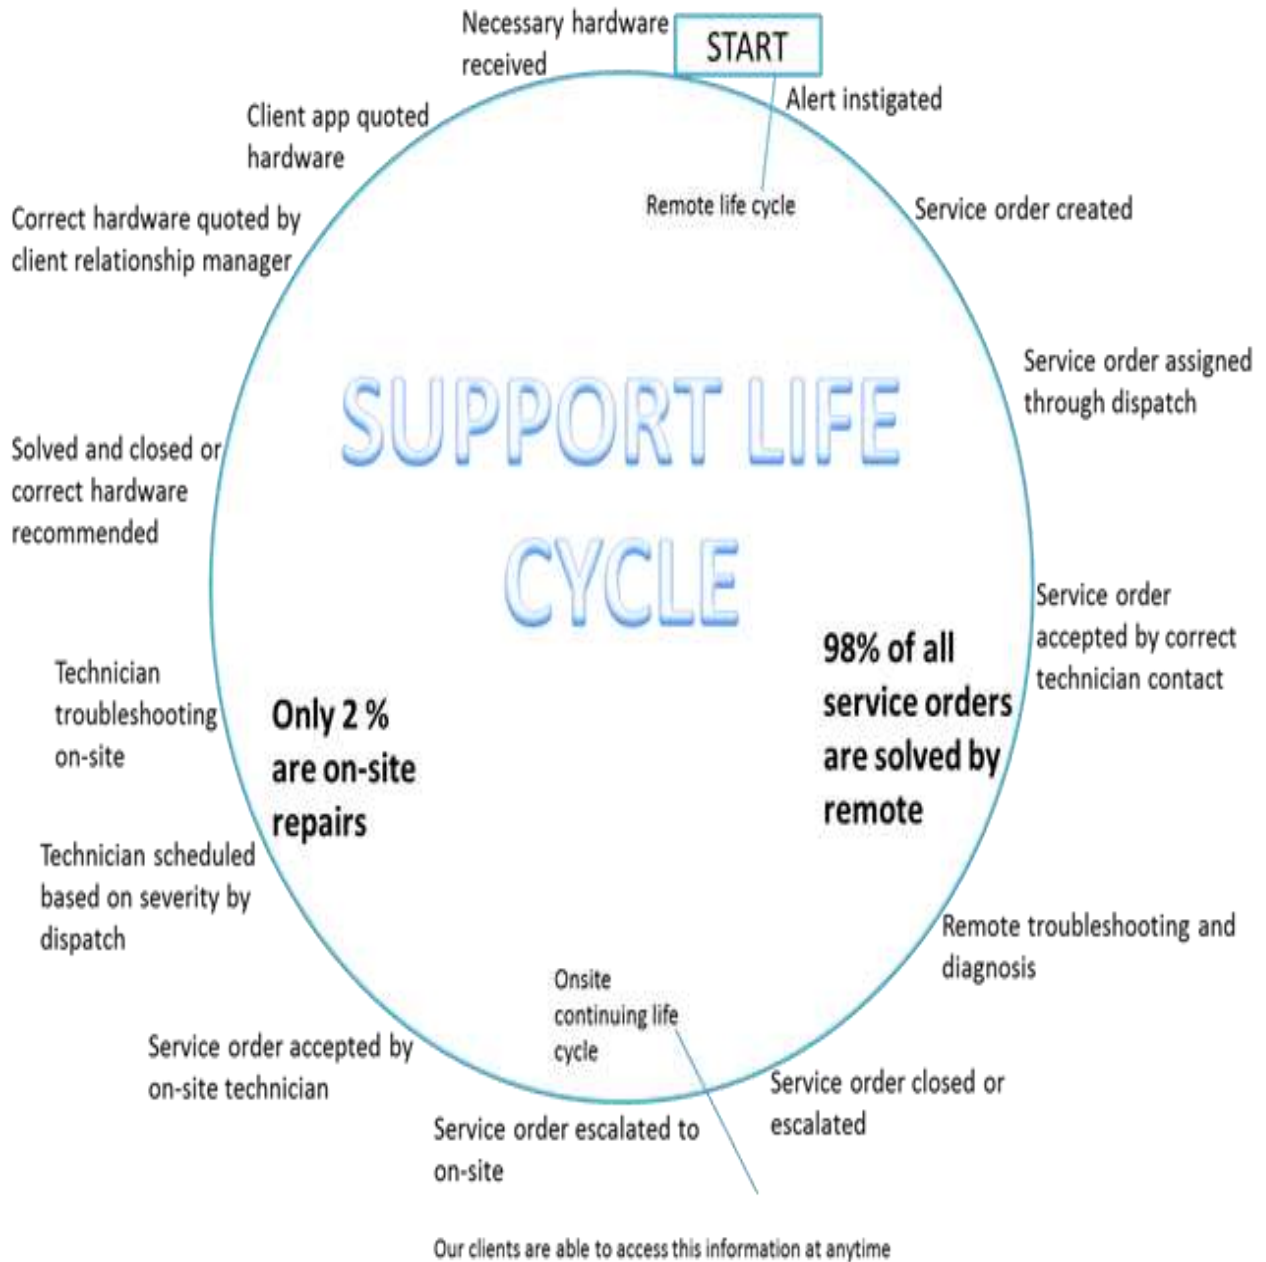 START
Alert instigated
Remote life cycle
Service order created
Service order assigned
through dispatch
Service order
accepted by correct
technician contact
98% of all
service orders
are solved by
remote
Remote troubleshooting and
diagnosis
Service order closed or
escalated
Onsite
continuing life
cycle
Service order escalated to
on-site
Service order accepted by
on-site technician
Technician scheduled
based on severity by
dispatch
Technician
troubleshooting
on-site
Only 2 %
are on-site
repairs
Solved and closed or
correct hardware
recommended
Correct hardware quoted by
client relationship manager
Client app quoted
hardware
Necessary hardware
received
SUPPORT LIFE
CYCLE
Our clients are able to access this information at anytime